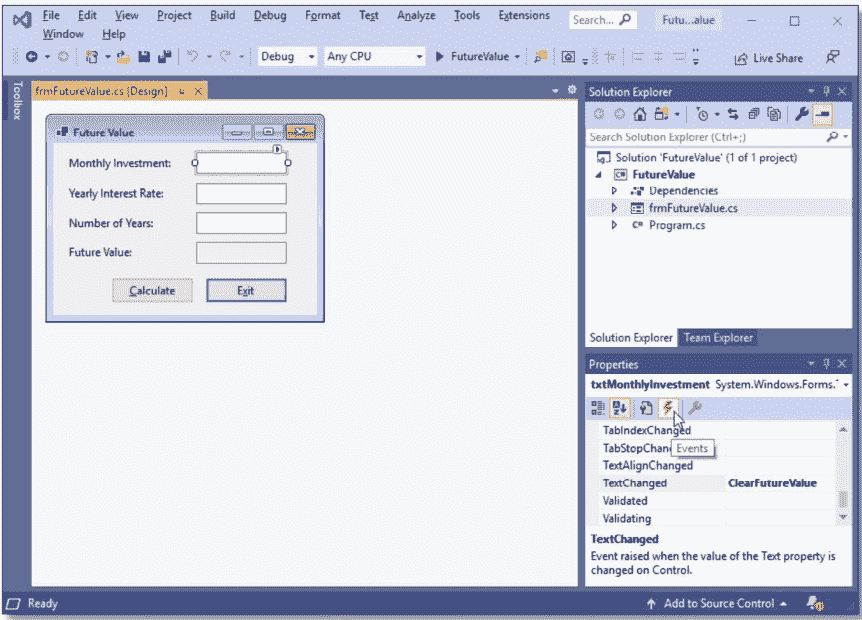 File Edit View Project Build Debug Format Test Analyze Tools Extensions Search... Futu...alue
Window Help
Debug Any CPU FutureValue Live Share
Toolbox
frmFutureValue.cs [Design]
Future Value
Monthly Investment:
Yearly Interest Rate:
Number of Years:
Future Value:
Calculate Exit
Solution Explorer
Search Solution Explorer (Ctrl+;)
Solution 'FutureValue' (1 of 1 project)
C# FutureValue
Dependencies
frmFutureValue.cs
C# Program.cs
Solution Explorer Team Explorer
Properties
txtMonthlyInvestment System.Windows.Forms.
TabIndexChanged
TabStopChan
Events
TextAlignChanged
TextChanged ClearFutureValue
Validated
Validating
TextChanged
Event raised when the value of the Text property is
changed on Control.
Ready Add to Source Control